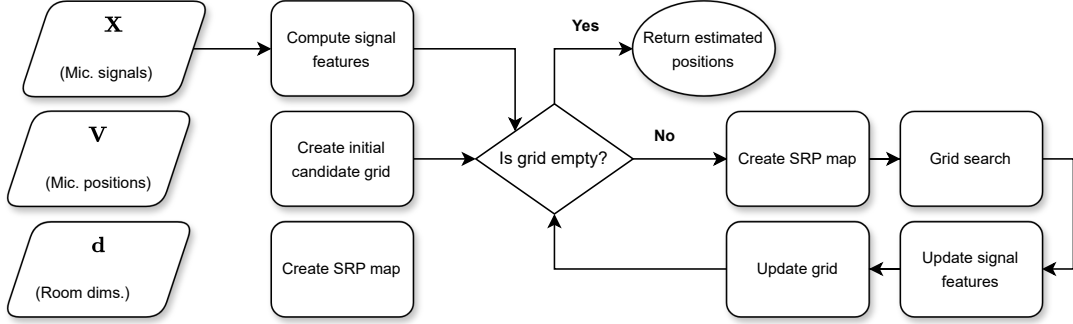 X
(Mic. signals)
Compute signal
features
Yes
Return estimated
positions
V
(Mic. positions)
Create initial
candidate grid
Is grid empty?
No
Create SRP map
Grid search
d
(Room dims.)
Create SRP map
Update grid
Update signal
features